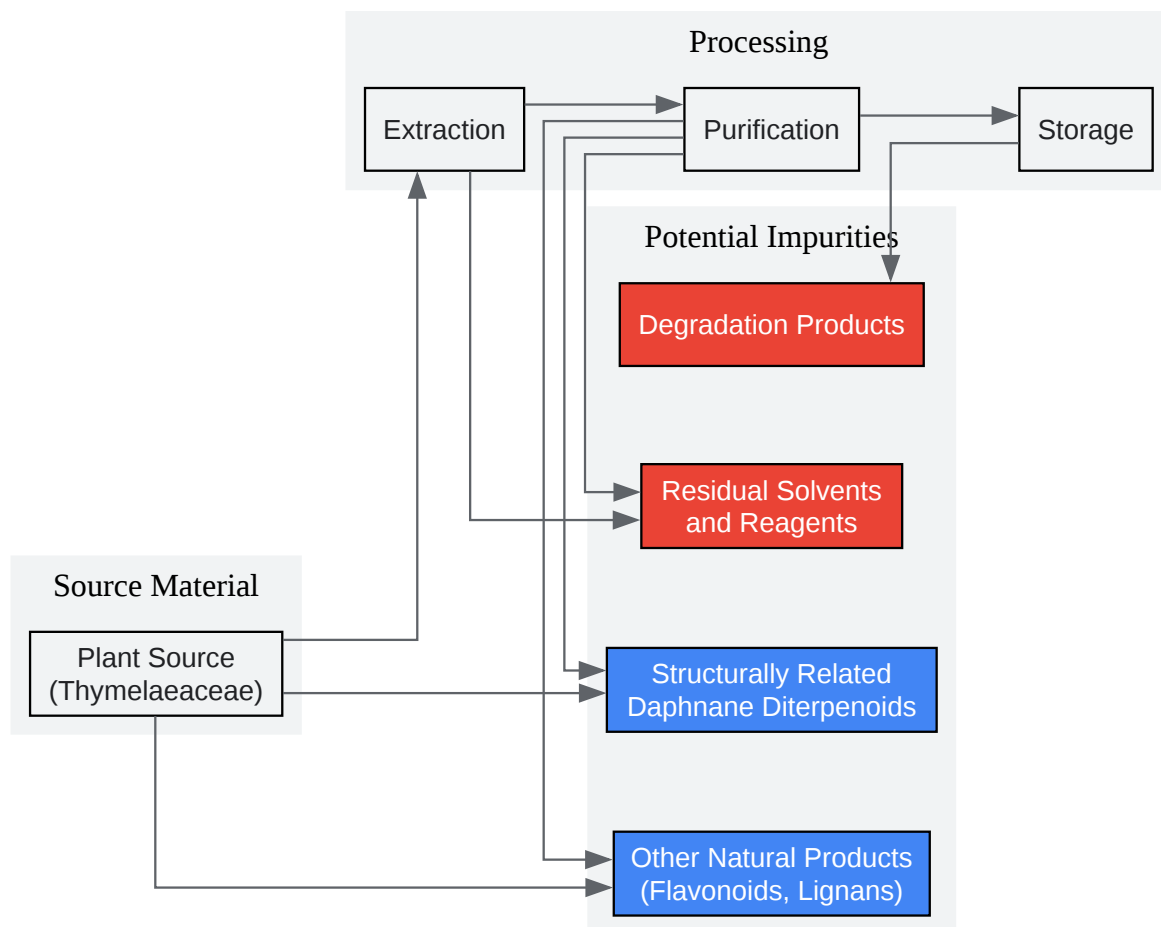 Processing
Extraction
Purification
Storage
Potential Impurities
Degradation Products
Residual Solvents
and Reagents
Source Material
Plant Source
(Thymelaeaceae)
Structurally Related
Daphnane Diterpenoids
Other Natural Products
(Flavonoids, Lignans)